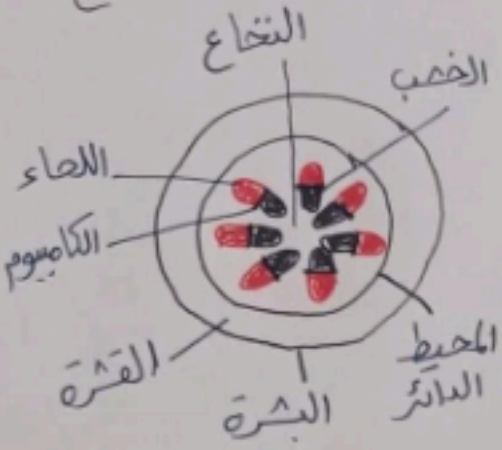 النخاع
الخشب
اللحاء
الكامبيوم
المحيط
الدائر
القشرة
البشرة